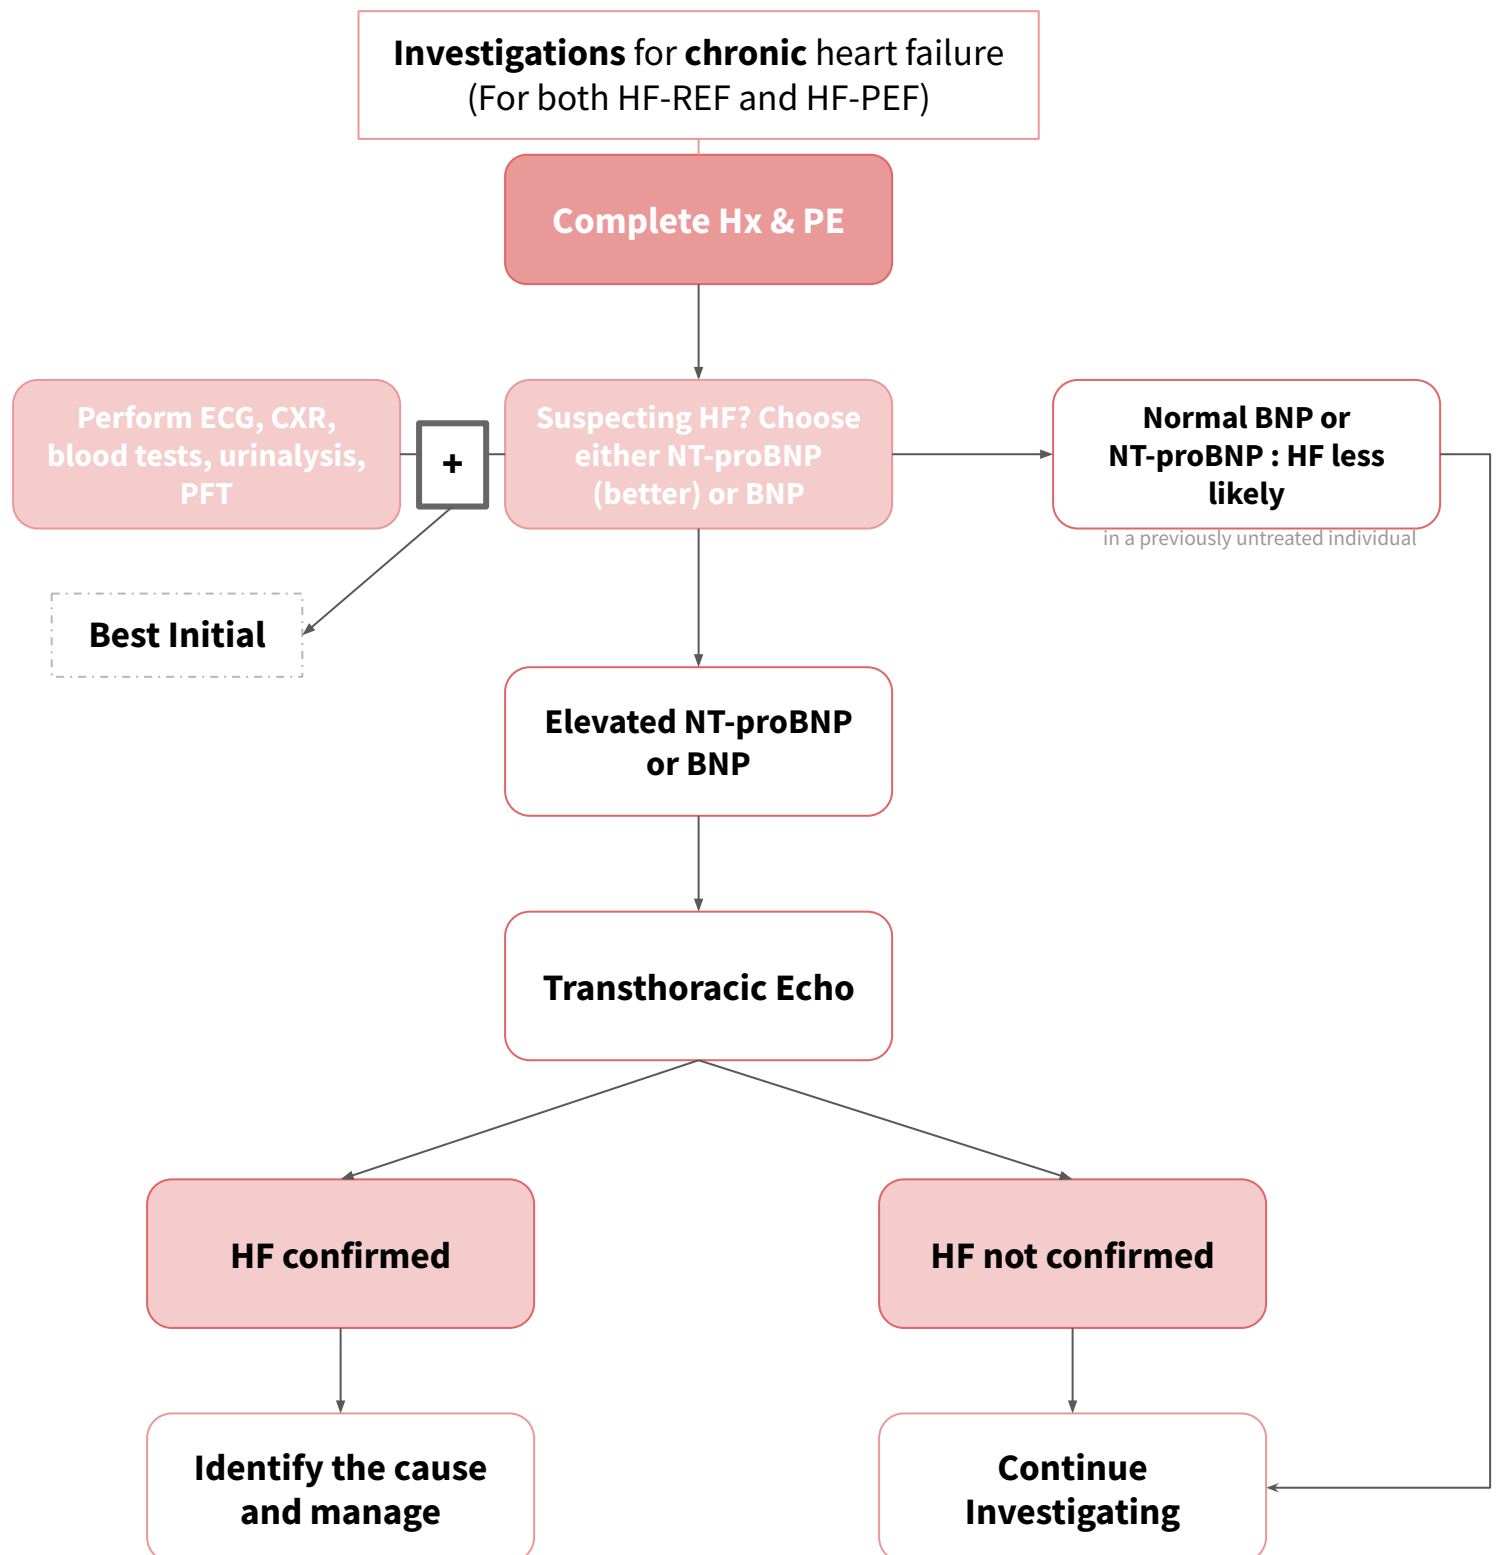 Investigations for chronic heart failure
(For both HF-REF and HF-PEF)
Complete Hx & PE
Perform ECG, CXR,
blood tests, urinalysis,
PFT
+
Suspecting HF? Choose
either NT-proBNP
(better) or BNP
Normal BNP or
NT-proBNP : HF less
likely
in a previously untreated individual
Best Initial
Elevated NT-proBNP
or BNP
Transthoracic Echo
HF confirmed
HF not confirmed
Identify the cause
and manage
Continue
Investigating